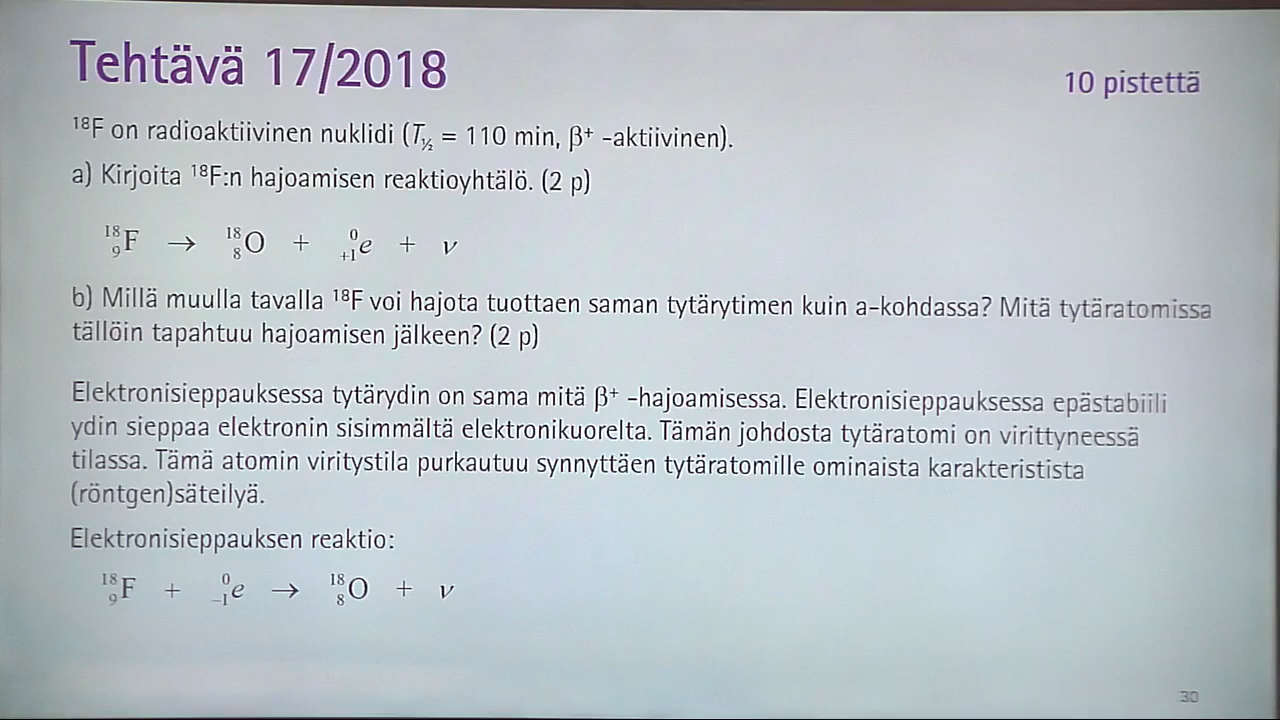 Tehtävä 17/2018
10 pistettä
¹⁸F on radioaktiivinen nuklidi (T½ = 110 min, β⁺ -aktiivinen).
a) Kirjoita ¹⁸F:n hajoamisen reaktioyhtälö. (2 p)
¹⁸₉F → ¹⁸₈O + ⁰₊₁e + ν
b) Millä muulla tavalla ¹⁸F voi hajota tuottaen saman tytärytimen kuin a-kohdassa? Mitä tytäratomissa
tällöin tapahtuu hajoamisen jälkeen? (2 p)
Elektronisieppauksessa tytärydin on sama mitä β⁺ -hajoamisessa. Elektronisieppauksessa epästabiili
ydin sieppaa elektronin sisimmältä elektronikuorelta. Tämän johdosta tytäratomi on virittyneessä
tilassa. Tämä atomin viritystila purkautuu synnyttäen tytäratomille ominaista karakteristista
(röntgen)säteilyä.
Elektronisieppauksen reaktio:
¹⁸₉F + ⁰₋₁e → ¹⁸₈O + ν
30